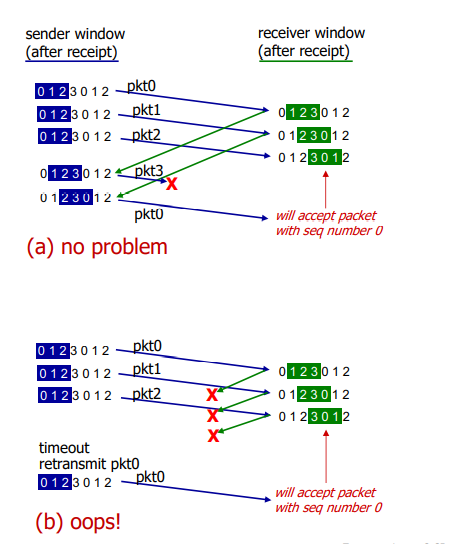 sender window
(after receipt)
receiver window
(after receipt)
0 1 2 3 0 1 2 pkt0
0 1 2 3 0 1 2 pkt1
0 1 2 3 0 1 2 pkt2
0 1 2 3 0 1 2
0 1 2 3 0 1 2
0 1 2 3 0 1 2
0 1 2 3 0 1 2 pkt3
X
0 1 2 3 0 1 2
pkt0
will accept packet
with seq number 0
(a) no problem
0 1 2 3 0 1 2 pkt0
0 1 2 3 0 1 2 pkt1
0 1 2 3 0 1 2 pkt2
0 1 2 3 0 1 2
X
0 1 2 3 0 1 2
X
0 1 2 3 0 1 2
X
timeout
retransmit pkt0
0 1 2 3 0 1 2 pkt0
will accept packet
with seq number 0
(b) oops!